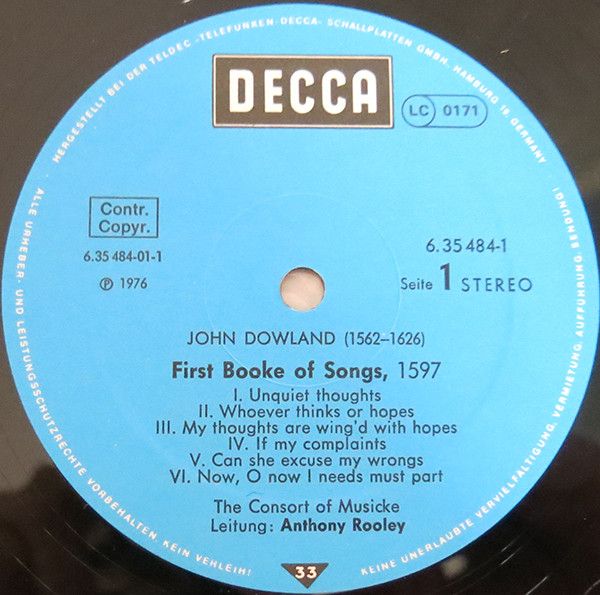 HERGESTELLT BEI DER TELDEC »TELEFUNKEN-DECCA« SCHALLPLATTEN GMBH, HAMBURG 19 GERMANY
DECCA
LC 0171
Contr.
Copyr.
6.35 484-01-1
℗ 1976
6.35 484-1
Seite 1 STEREO
JOHN DOWLAND (1562–1626)
First Booke of Songs, 1597
I. Unquiet thoughts
II. Whoever thinks or hopes
III. My thoughts are wing'd with hopes
IV. If my complaints
V. Can she excuse my wrongs
VI. Now, O now I needs must part
The Consort of Musicke
Leitung: Anthony Rooley
33
ALLE URHEBER- UND LEISTUNGSSCHUTZRECHTE VORBEHALTEN. KEIN VERLEIH!
KEINE UNERLAUBTE VERVIELFÄLTIGUNG, VERMIETUNG, AUFFÜHRUNG, SENDUNG!